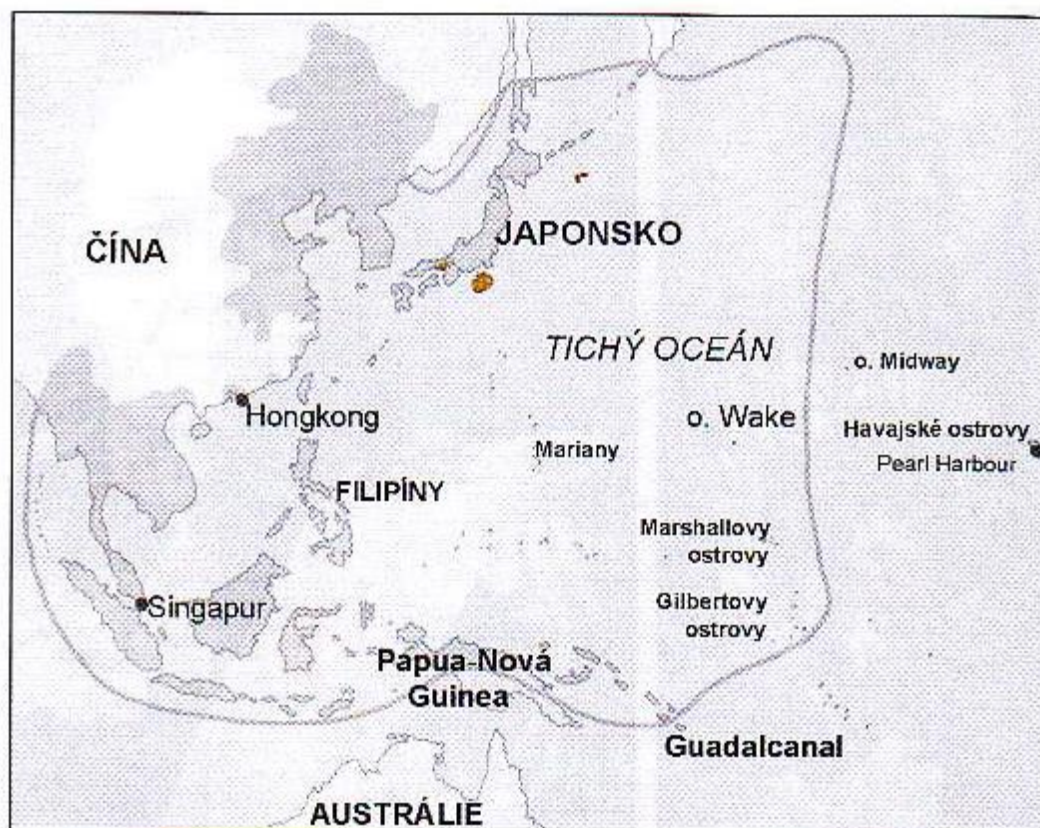 JAPONSKO
ČÍNA
TICHÝ OCEÁN
o. Midway
Hongkong
o. Wake
Havajské ostrovy
Pearl Harbour
Mariany
FILIPÍNY
Marshallovy
ostrovy
Singapur
Gilbertovy
ostrovy
Papua-Nová
Guinea
Guadalcanal
AUSTRÁLIE